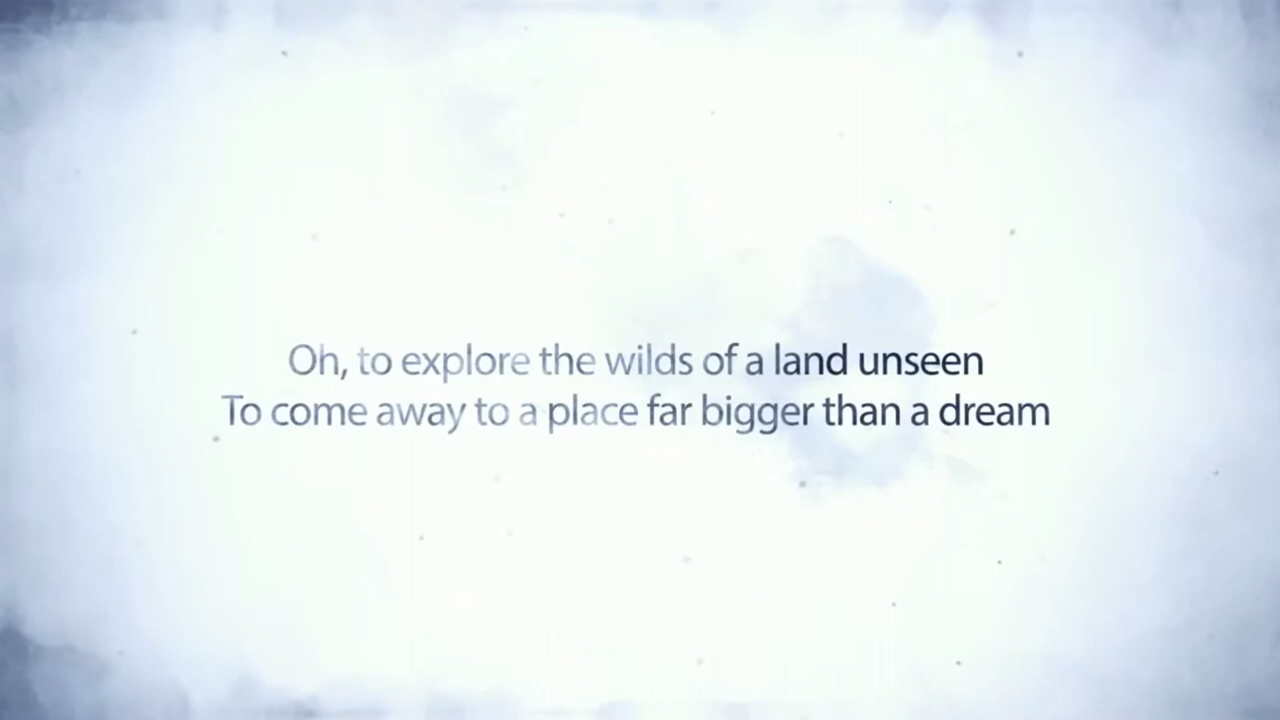 Oh, to explore the wilds of a land unseen
To come away to a place far bigger than a dream